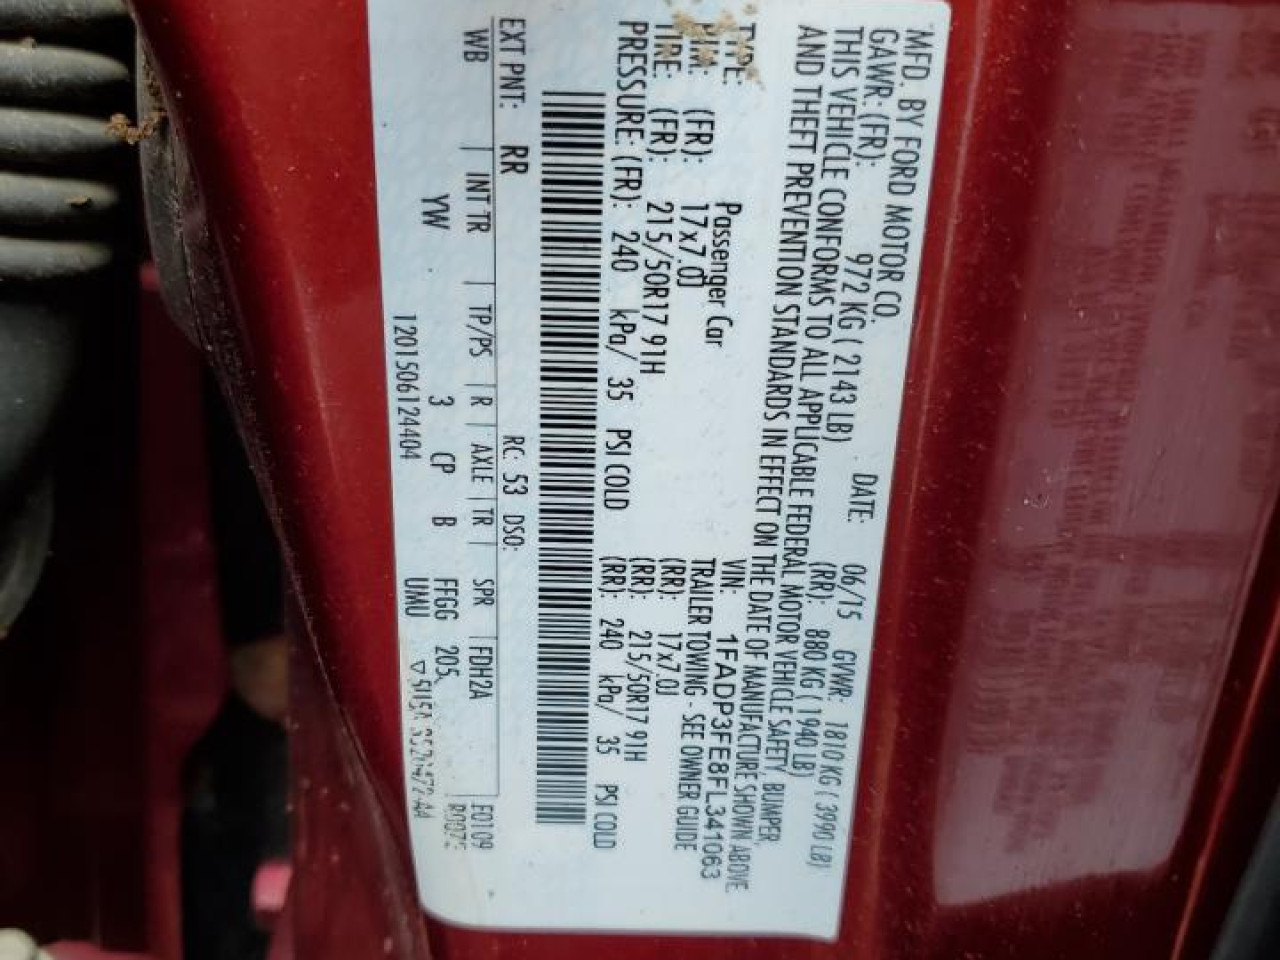 MFD. BY FORD MOTOR CO.
DATE: 06/15 GVWR: 1810 KG ( 3990 LB)
GAWR: (FR): 972 KG ( 2143 LB) (RR): 880 KG ( 1940 LB)
THIS VEHICLE CONFORMS TO ALL APPLICABLE FEDERAL MOTOR VEHICLE SAFETY, BUMPER,
AND THEFT PREVENTION STANDARDS IN EFFECT ON THE DATE OF MANUFACTURE SHOWN ABOVE
VIN: 1FADP3FE8FL341063
TYPE: Passenger Car TRAILER TOWING - SEE OWNER GUIDE
RIM: (FR): 17x7.0J (RR): 17x7.0J
TIRE: (FR): 215/50R17 91H (RR): 215/50R17 91H
PRESSURE: (FR): 240 kPa/ 35 PSI COLD (RR): 240 kPa/ 35 PSI COLD
EXT PNT: RR RC: 53 DSO: F0109
WB INT TR TP/PS R AXLE TR SPR FDH2A
YW 3 CP B FFGG 205
120150612 4404 UMU